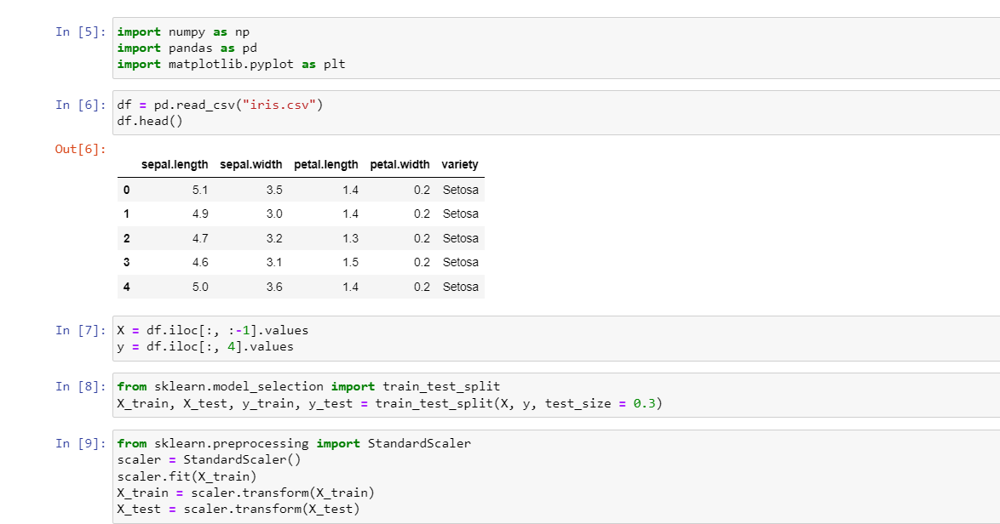 In [5]: import numpy as np
import pandas as pd
import matplotlib.pyplot as plt
In [6]: df = pd.read_csv("iris.csv")
df.head()
Out[6]:
sepal.length sepal.width petal.length petal.width variety
0 5.1 3.5 1.4 0.2 Setosa
1 4.9 3.0 1.4 0.2 Setosa
2 4.7 3.2 1.3 0.2 Setosa
3 4.6 3.1 1.5 0.2 Setosa
4 5.0 3.6 1.4 0.2 Setosa
In [7]: X = df.iloc[:, :-1].values
y = df.iloc[:, 4].values
In [8]: from sklearn.model_selection import train_test_split
X_train, X_test, y_train, y_test = train_test_split(X, y, test_size = 0.3)
In [9]: from sklearn.preprocessing import StandardScaler
scaler = StandardScaler()
scaler.fit(X_train)
X_train = scaler.transform(X_train)
X_test = scaler.transform(X_test)